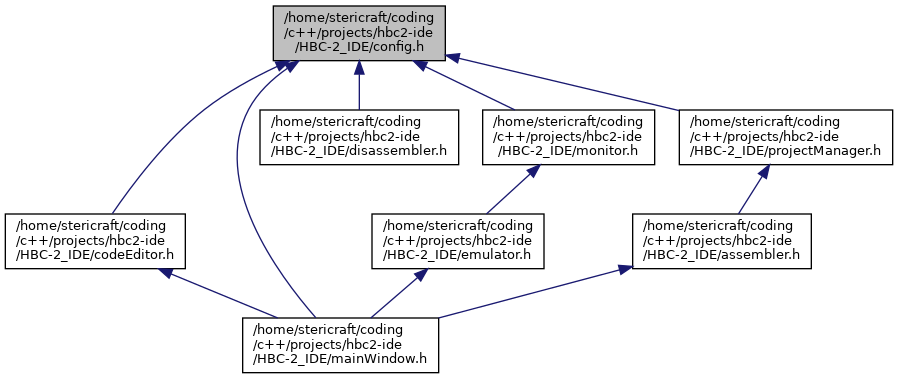 /home/stericraft/coding
/c++/projects/hbc2-ide
/HBC-2_IDE/config.h
/home/stericraft/coding
/c++/projects/hbc2-ide
/HBC-2_IDE/disassembler.h
/home/stericraft/coding
/c++/projects/hbc2-ide
/HBC-2_IDE/monitor.h
/home/stericraft/coding
/c++/projects/hbc2-ide
/HBC-2_IDE/projectManager.h
/home/stericraft/coding
/c++/projects/hbc2-ide
/HBC-2_IDE/codeEditor.h
/home/stericraft/coding
/c++/projects/hbc2-ide
/HBC-2_IDE/emulator.h
/home/stericraft/coding
/c++/projects/hbc2-ide
/HBC-2_IDE/assembler.h
/home/stericraft/coding
/c++/projects/hbc2-ide
/HBC-2_IDE/mainWindow.h